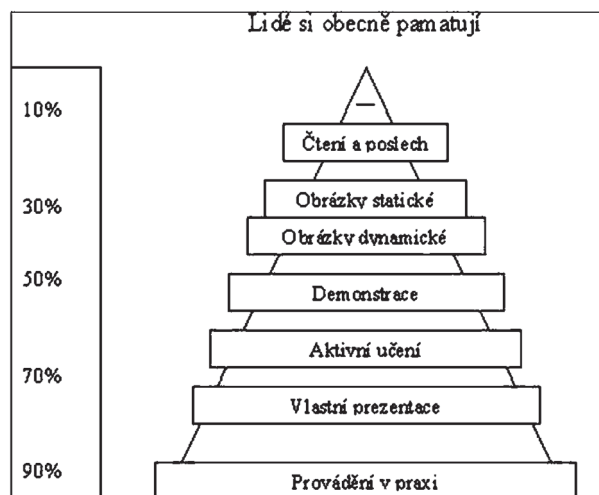 Lidé si obecně pamatují
10%
Čtení a poslech
30%
Obrázky statické
Obrázky dynamické
50%
Demonstrace
Aktivní učení
70%
Vlastní prezentace
90%
Provádění v praxi